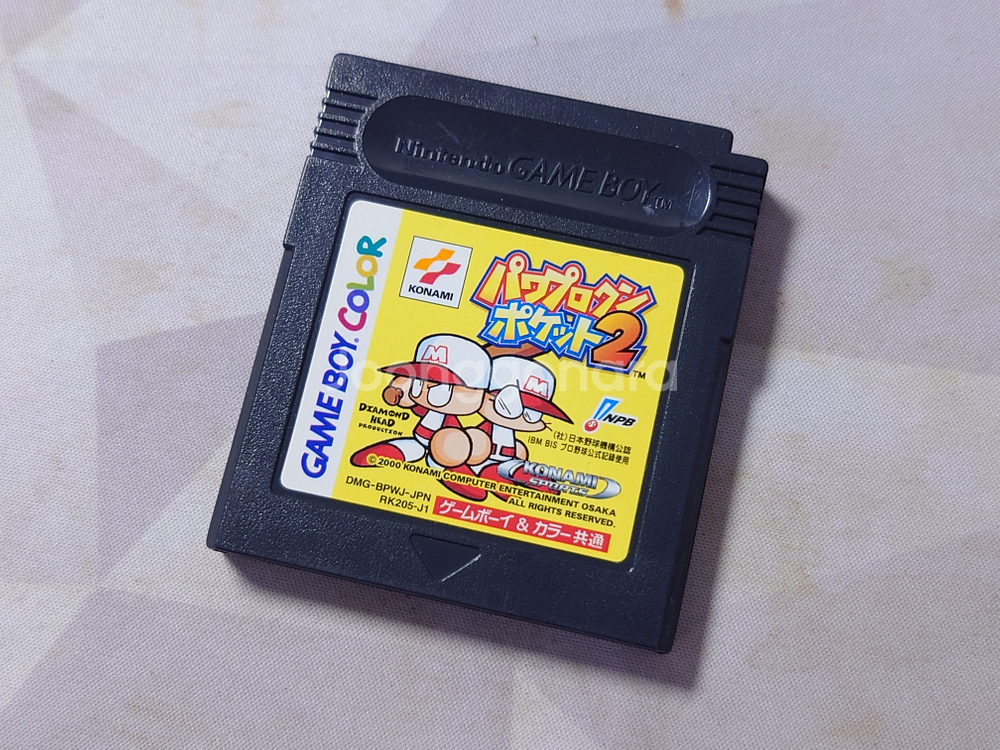 Nintendo GAME BOY™
GAME BOY COLOR
KONAMI
パワプロクン
ポケット2™
M
M
DIAMOND
HEAD
PRODUCTION
NPB
(社)日本野球機構公認
IBM BIS プロ野球公式記録使用
KONAMI
SPORTS
© 2000 KONAMI COMPUTER ENTERTAINMENT OSAKA
ALL RIGHTS RESERVED.
DMG-BPWJ-JPN
RK205-J1
ゲームボーイ & カラー共通